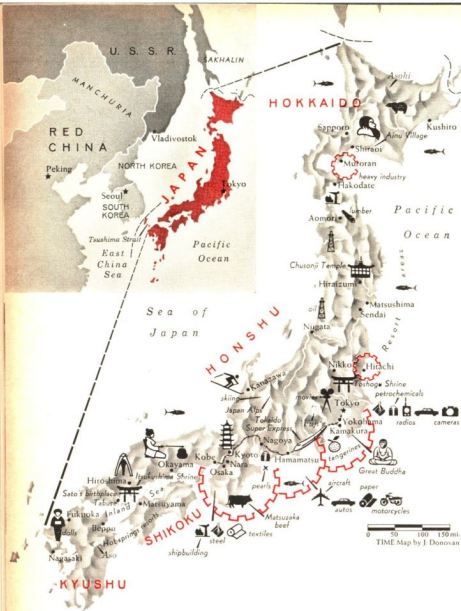 U. S. S. R.
SAKHALIN
MANCHURIA
RED
CHINA
Vladivostok
Peking
NORTH KOREA
Seoul
SOUTH
KOREA
JAPAN
Tokyo
Tsushima Strait
East
China
Sea
Pacific
Ocean
Asahi
HOKKAIDO
Sapporo
Kushiro
Ainu Village
Shiraoi
Muroran
heavy industry
Hakodate
lumber
Aomori
Pacific
Ocean
Chusonji Temple
Hiraizumi
areas
Matsushima
Sendai
Sea of
Japan
oil
Niigata
Resort
HONSHU
Nikko
Hitachi
Toshogu Shrine
petrochemicals
Kanazawa
skiing
movies
Tokyo
radios
cameras
Japan Alps
Tokaido
Super Express
Yokohama
Kamakura
Nagoya
Kobe
Kyoto
Nara
Osaka
Hamamatsu
tangerines
Great Buddha
Okayama
Hiroshima
Itsukushima Shrine
pearls
aircraft
paper
Sato's birthplace
Tabuse
Inland Sea
Matsuyama
Matsuzaka
beef
autos
motorcycles
Fukuoka
dolls
Beppu
Hotsprings resorts
SHIKOKU
steel
textiles
shipbuilding
Aso
Nagasaki
KYUSHU
0 50 100 150 mi.
TIME Map by J. Donovan